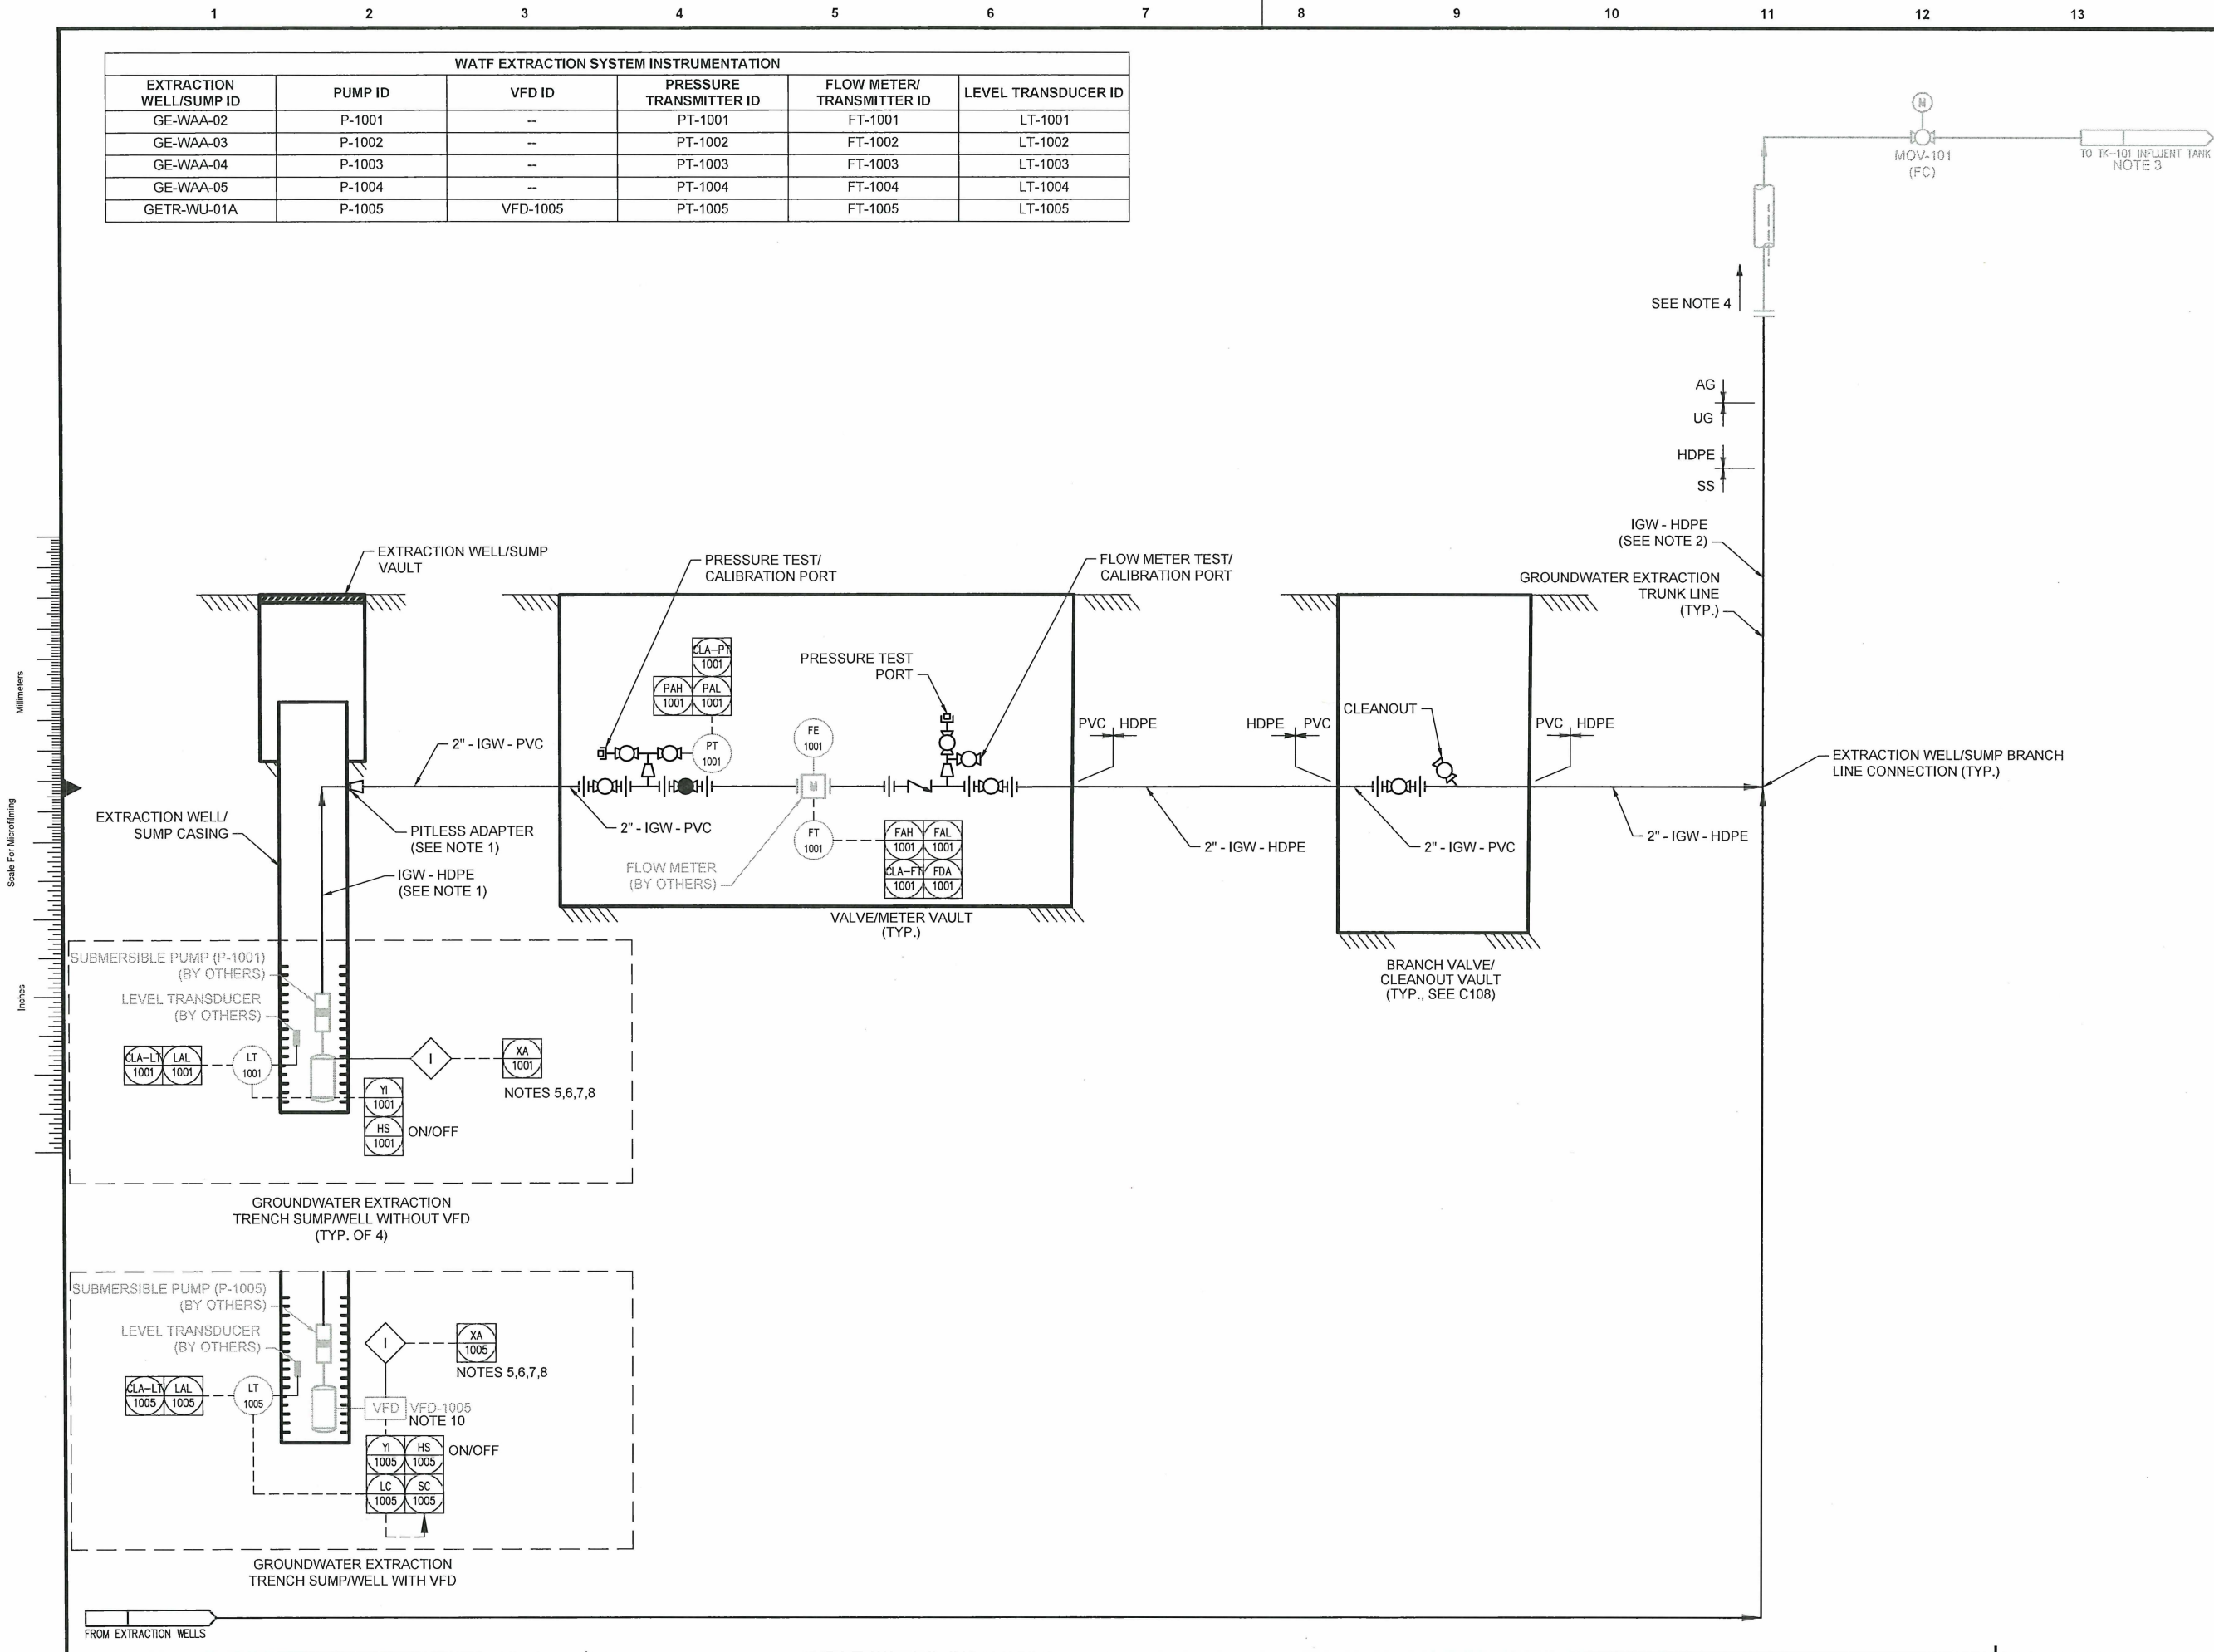 1 2 3 4 5 6 7 8 9 10 11 12 13
WATF EXTRACTION SYSTEM INSTRUMENTATION
EXTRACTION WELL/SUMP ID PUMP ID VFD ID PRESSURE TRANSMITTER ID FLOW METER/ TRANSMITTER ID LEVEL TRANSDUCER ID
GE-WAA-02 P-1001 -- PT-1001 FT-1001 LT-1001
GE-WAA-03 P-1002 -- PT-1002 FT-1002 LT-1002
GE-WAA-04 P-1003 -- PT-1003 FT-1003 LT-1003
GE-WAA-05 P-1004 -- PT-1004 FT-1004 LT-1004
GETR-WU-01A P-1005 VFD-1005 PT-1005 FT-1005 LT-1005
M
MOV-101
(FC)
TO TK-101 INFLUENT TANK
NOTE 3
SEE NOTE 4
AG
UG
HDPE
SS
IGW - HDPE
(SEE NOTE 2)
GROUNDWATER EXTRACTION
TRUNK LINE
(TYP.)
EXTRACTION WELL/SUMP
VAULT
PRESSURE TEST/
CALIBRATION PORT
FLOW METER TEST/
CALIBRATION PORT
CLA-PT
1001
PAH
1001
PAL
1001
PT
1001
PRESSURE TEST
PORT
FE
1001
M
FT
1001
FAH
1001
FAL
1001
CLA-FT
1001
FDA
1001
FLOW METER
(BY OTHERS)
VALVE/METER VAULT
(TYP.)
2" - IGW - PVC
2" - IGW - PVC
PITLESS ADAPTER
(SEE NOTE 1)
IGW - HDPE
(SEE NOTE 1)
EXTRACTION WELL/
SUMP CASING
PVC HDPE
2" - IGW - HDPE
HDPE PVC
CLEANOUT
2" - IGW - PVC
PVC HDPE
2" - IGW - HDPE
EXTRACTION WELL/SUMP BRANCH
LINE CONNECTION (TYP.)
BRANCH VALVE/
CLEANOUT VAULT
(TYP., SEE C108)
Millimeters
Scale For Microfilming
Inches
SUBMERSIBLE PUMP (P-1001)
(BY OTHERS)
LEVEL TRANSDUCER
(BY OTHERS)
CLA-LT
1001
LAL
1001
LT
1001
I
XA
1001
NOTES 5,6,7,8
YI
1001
HS
1001
ON/OFF
GROUNDWATER EXTRACTION
TRENCH SUMP/WELL WITHOUT VFD
(TYP. OF 4)
SUBMERSIBLE PUMP (P-1005)
(BY OTHERS)
LEVEL TRANSDUCER
(BY OTHERS)
CLA-LT
1005
LAL
1005
LT
1005
I
XA
1005
NOTES 5,6,7,8
VFD VFD-1005
NOTE 10
YI
1005
HS
1005
ON/OFF
LC
1005
SC
1005
GROUNDWATER EXTRACTION
TRENCH SUMP/WELL WITH VFD
FROM EXTRACTION WELLS